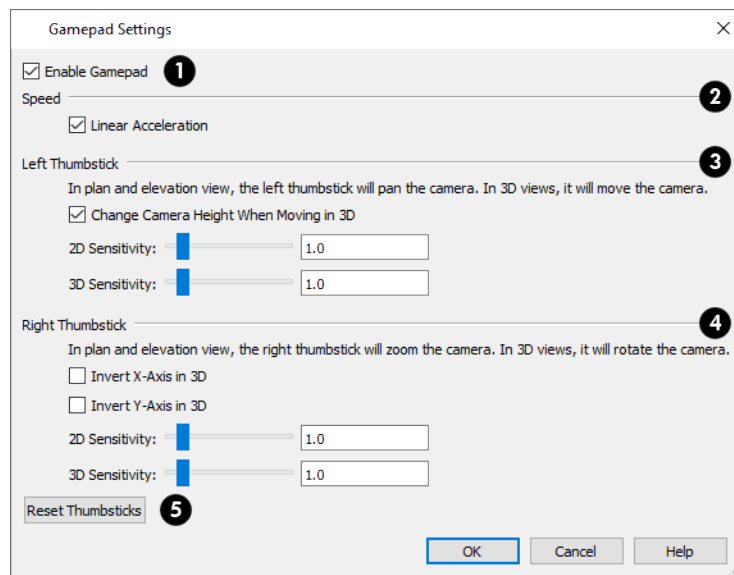 Gamepad Settings
Enable Gamepad 1
Speed 2
Linear Acceleration
Left Thumbstick 3
In plan and elevation view, the left thumbstick will pan the camera. In 3D views, it will move the camera.
Change Camera Height When Moving in 3D
2D Sensitivity: 1.0
3D Sensitivity: 1.0
Right Thumbstick 4
In plan and elevation view, the right thumbstick will zoom the camera. In 3D views, it will rotate the camera.
Invert X-Axis in 3D
Invert Y-Axis in 3D
2D Sensitivity: 1.0
3D Sensitivity: 1.0
Reset Thumbsticks 5
OK Cancel Help